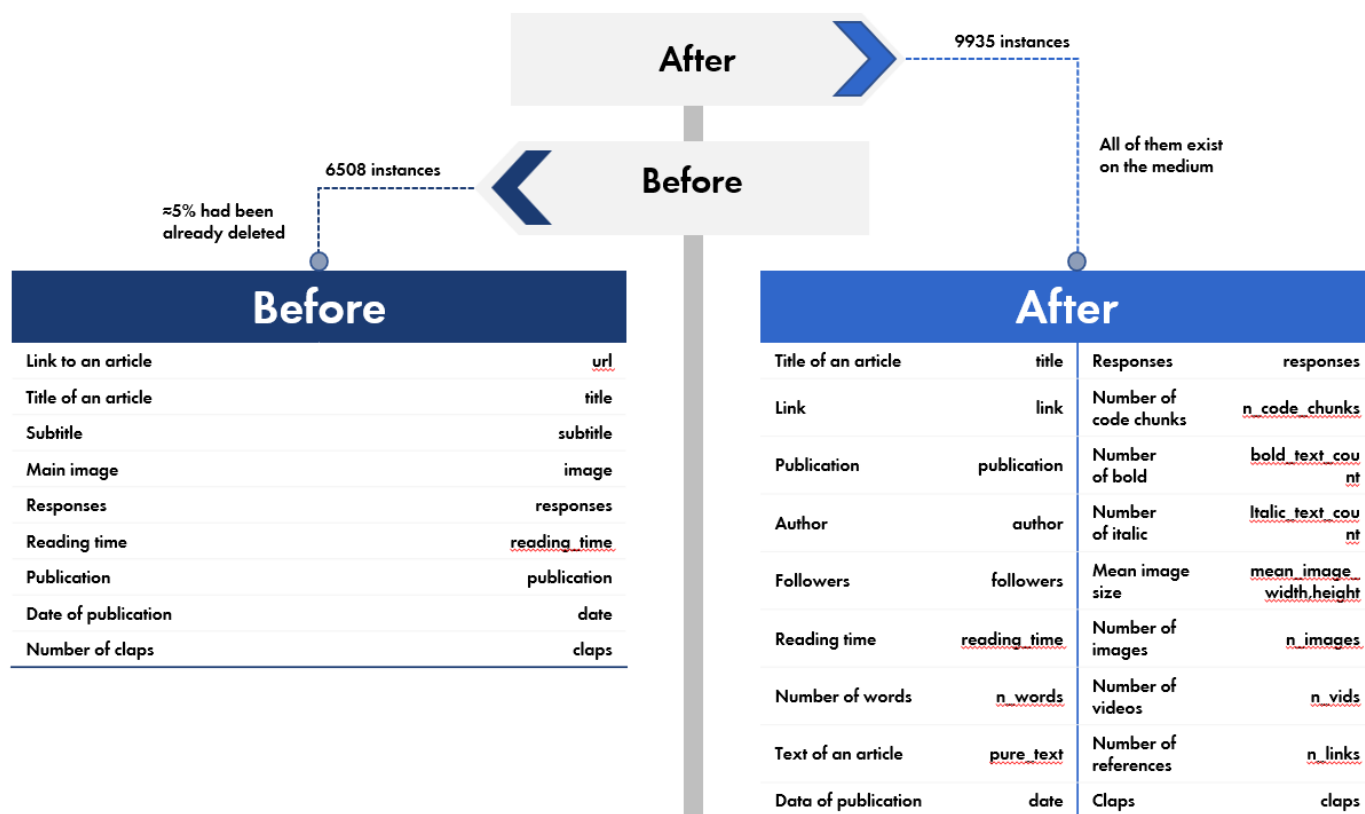 After
9935 instances
All of them exist
on the medium
Before
6508 instances
≈5% had been
already deleted
Before
Link to an article url
Title of an article title
Subtitle subtitle
Main image image
Responses responses
Reading time reading_time
Publication publication
Date of publication date
Number of claps claps
After
Title of an article title
Link link
Publication publication
Author author
Followers followers
Reading time reading_time
Number of words n_words
Text of an article pure_text
Data of publication date
Responses responses
Number of
code chunks
n_code_chunks
Number
of bold
bold_text_cou
nt
Number
of italic
Italic_text_cou
nt
Mean image
size
mean_image_
width,height
Number of
images
n_images
Number of
videos
n_vids
Number of
references
n_links
Claps claps